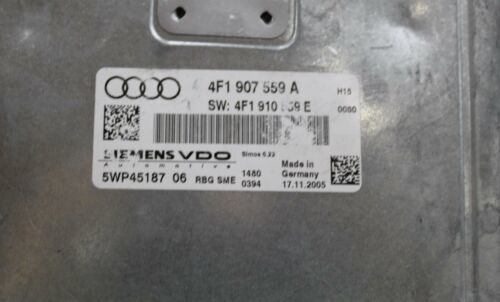 4F1 907 559 A
H15
SW: 4F1 910 E
0060
SIEMENS VDO
Automotive
Simos 6.22
Made in
Germany
5WP45187 06
RBG SME
1480
0394
17.11.2005